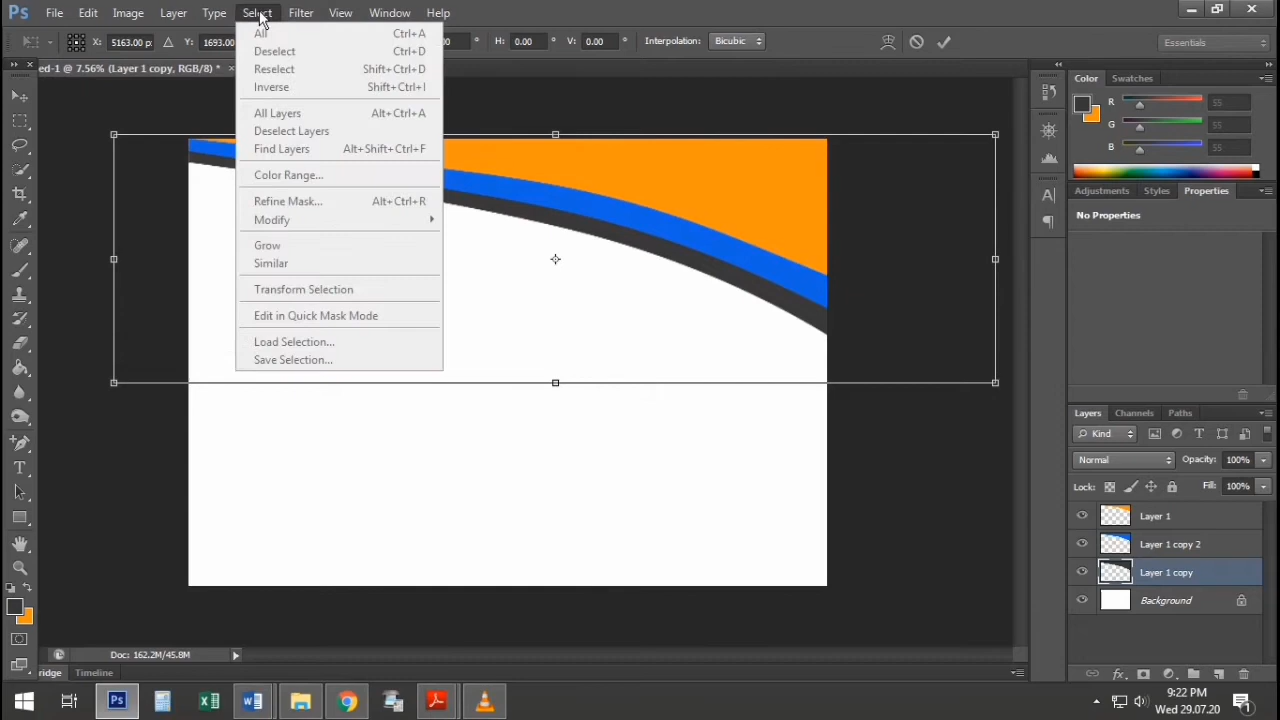 Ps File Edit Image Layer Type Select Filter View Window Help
X: 5163.00 px Y: 1693.00 H: 0.00 ° V: 0.00 ° Interpolation: Bicubic Essentials
ed-1 @ 7.56% (Layer 1 copy, RGB/8) * ×
All Ctrl+A
Deselect Ctrl+D
Reselect Shift+Ctrl+D
Inverse Shift+Ctrl+I
All Layers Alt+Ctrl+A
Deselect Layers
Find Layers Alt+Shift+Ctrl+F
Color Range...
Refine Mask... Alt+Ctrl+R
Modify
Grow
Similar
Transform Selection
Edit in Quick Mask Mode
Load Selection...
Save Selection...
Color Swatches
R 55
G 55
B 55
Adjustments Styles Properties
No Properties
Layers Channels Paths
Kind
Normal Opacity: 100%
Lock: Fill: 100%
Layer 1
Layer 1 copy 2
Layer 1 copy
Background
Doc: 162.2M/45.8M
ridge Timeline
9:22 PM
Wed 29.07.20
1